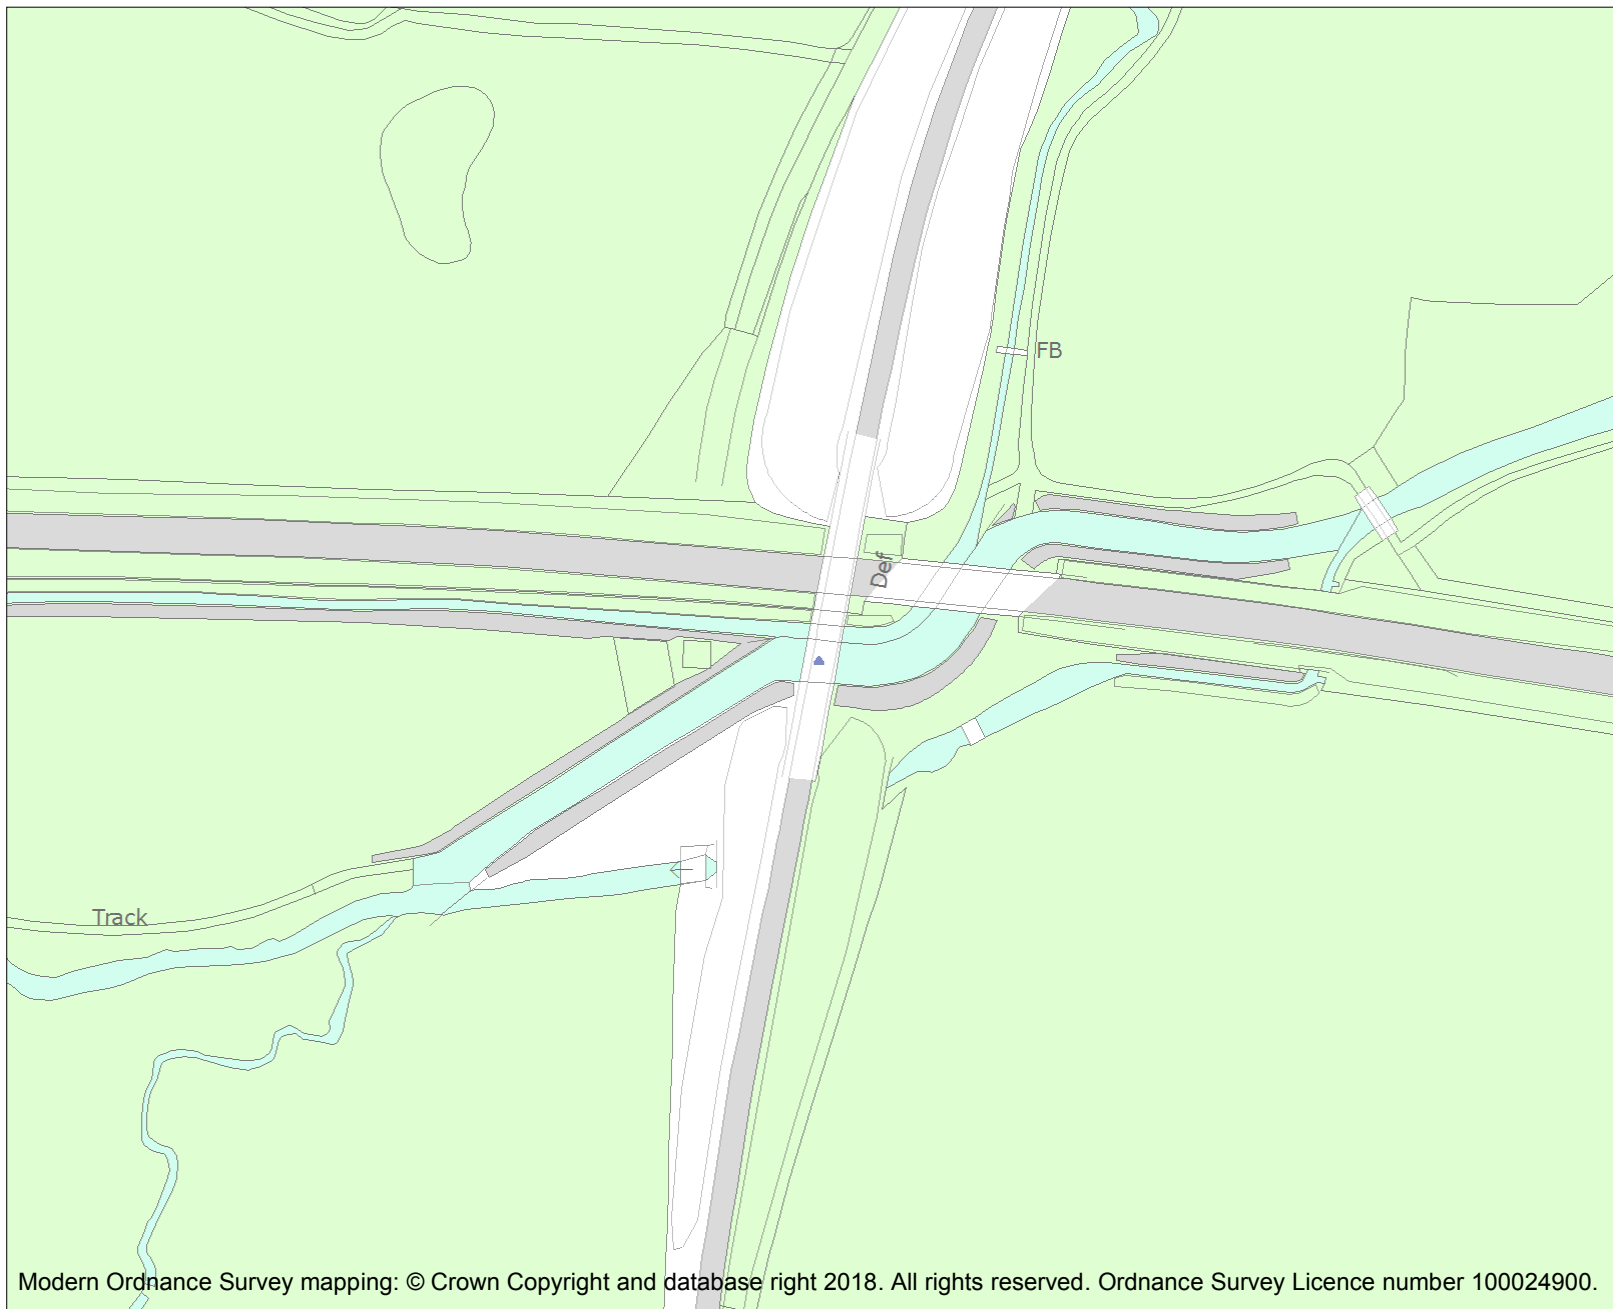 FB
Def
Track
Modern Ordnance Survey mapping: © Crown Copyright and database right 2018. All rights reserved. Ordnance Survey Licence number 100024900.